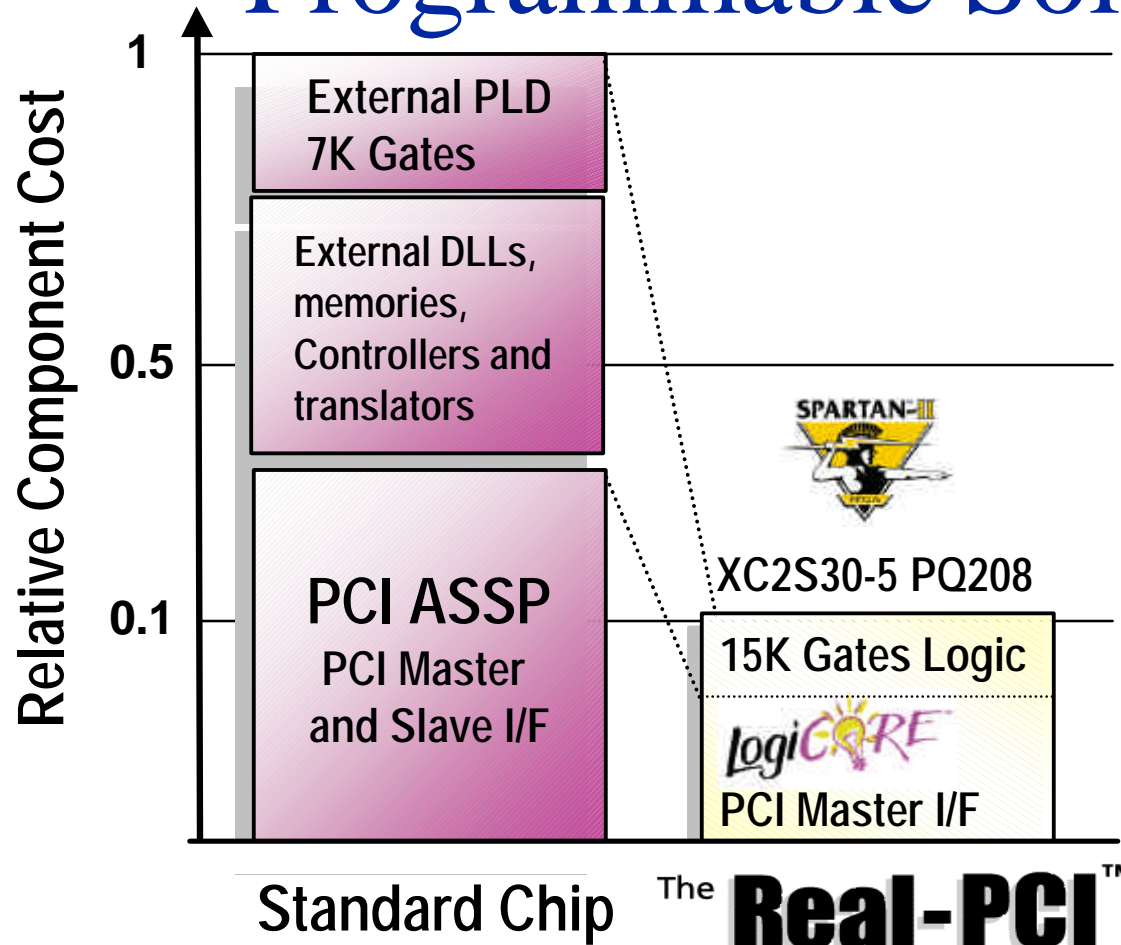 Relative Component Cost
1
0.5
0.1
External PLD
7K Gates
External DLLs,
memories,
Controllers and
translators
PCI ASSP
PCI Master
and Slave I/F
SPARTAN-II
XC2S30-5 PQ208
15K Gates Logic
LogiCORE
PCI Master I/F
Standard Chip
The Real-PCI™